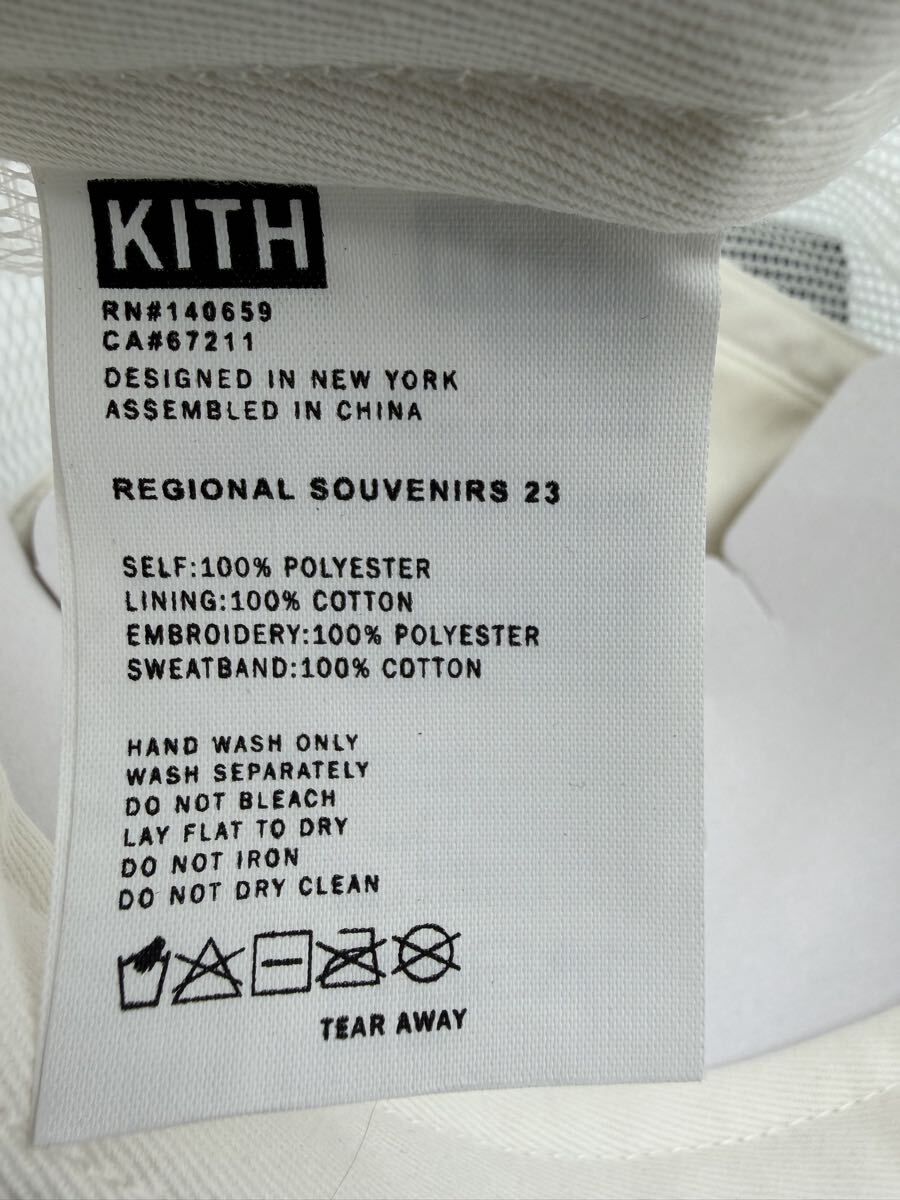 KITH
RN#140659
CA#67211
DESIGNED IN NEW YORK
ASSEMBLED IN CHINA
REGIONAL SOUVENIRS 23
SELF:100% POLYESTER
LINING:100% COTTON
EMBROIDERY:100% POLYESTER
SWEATBAND:100% COTTON
HAND WASH ONLY
WASH SEPARATELY
DO NOT BLEACH
LAY FLAT TO DRY
DO NOT IRON
DO NOT DRY CLEAN
TEAR AWAY